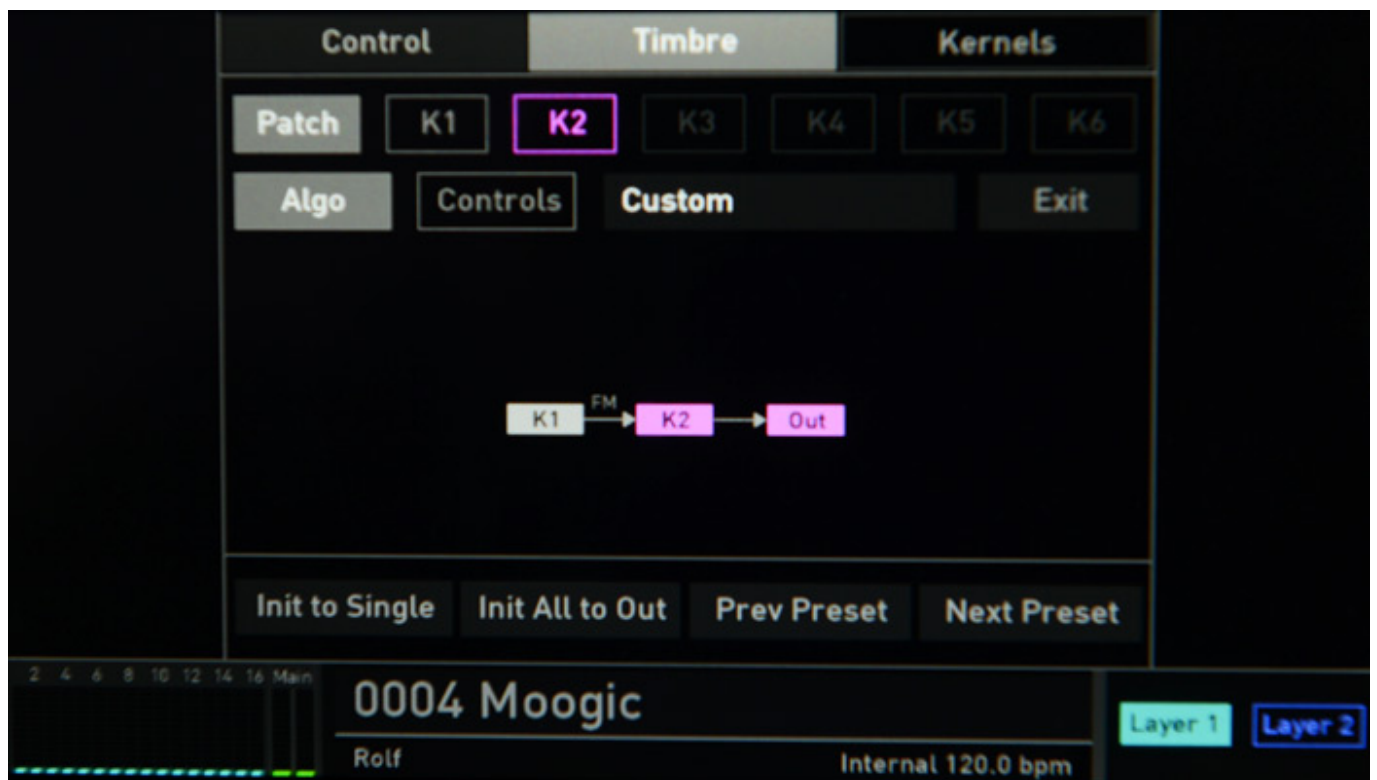 Control Timbre Kernels
Patch K1 K2 K3 K4 K5 K6
Algo Controls Custom Exit
FM
K1 K2 Out
Init to Single Init All to Out Prev Preset Next Preset
2 4 6 8 10 12 14 16 Main
0004 Moogic
Layer 1 Layer 2
Rolf Internal 120.0 bpm